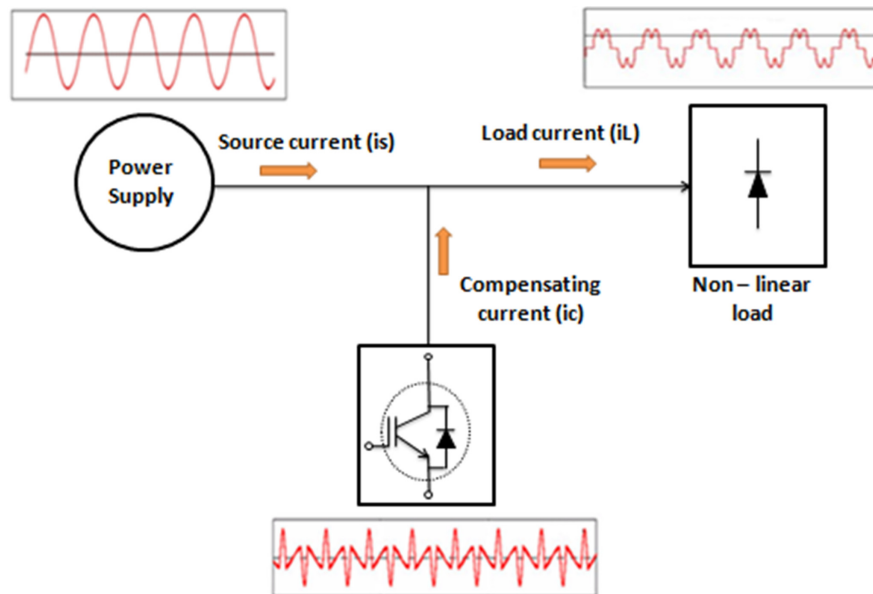 Source current (is)
Load current (iL)
Power
Supply
Compensating
current (ic)
Non – linear
load